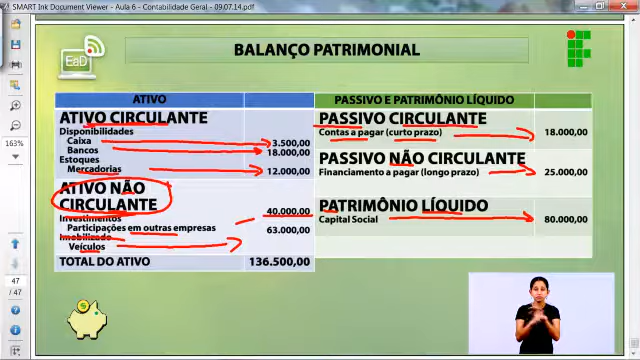 SMART Ink Document Viewer - Aula 6 - Contabilidade Geral - 09.07.14.pdf
EaD
BALANÇO PATRIMONIAL
163%
ATIVO
ATIVO CIRCULANTE
Disponibilidades
Caixa 3.500,00
Bancos 18.000,00
Estoques
Mercadorias 12.000,00
ATIVO NÃO
CIRCULANTE
Investimentos 40.000,00
Participações em outras empresas 63.000,00
Imobilizado
Veículos
TOTAL DO ATIVO 136.500,00
PASSIVO E PATRIMÔNIO LÍQUIDO
PASSIVO CIRCULANTE
Contas a pagar (curto prazo) 18.000,00
PASSIVO NÃO CIRCULANTE
Financiamento a pagar (longo prazo) 25.000,00
PATRIMÔNIO LÍQUIDO
Capital Social 80.000,00
47
/ 47